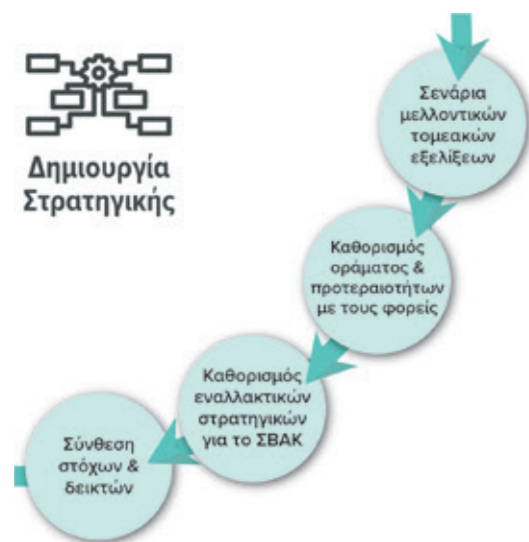 Δημιουργία
Στρατηγικής
Σενάρια
μελλοντικών
τομεακών
εξελίξεων
Καθορισμός
οράματος &
προτεραιοτήτων
με τους φορείς
Καθορισμός
εναλλακτικών
στρατηγικών
για το ΣΒΑΚ
Σύνθεση
στόχων &
δεικτών